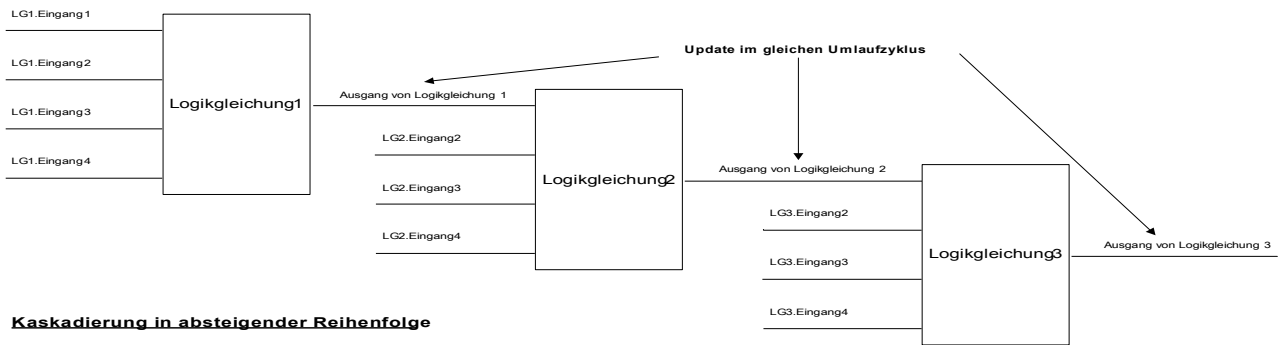 LG1.Eingang1
LG1.Eingang2
LG1.Eingang3
LG1.Eingang4
Logikgleichung1
Update im gleichen Umlaufzyklus
Ausgang von Logikgleichung 1
LG2.Eingang2
LG2.Eingang3
LG2.Eingang4
Logikgleichung2
Ausgang von Logikgleichung 2
LG3.Eingang2
LG3.Eingang3
LG3.Eingang4
Logikgleichung3
Ausgang von Logikgleichung 3
Kaskadierung in absteigender Reihenfolge